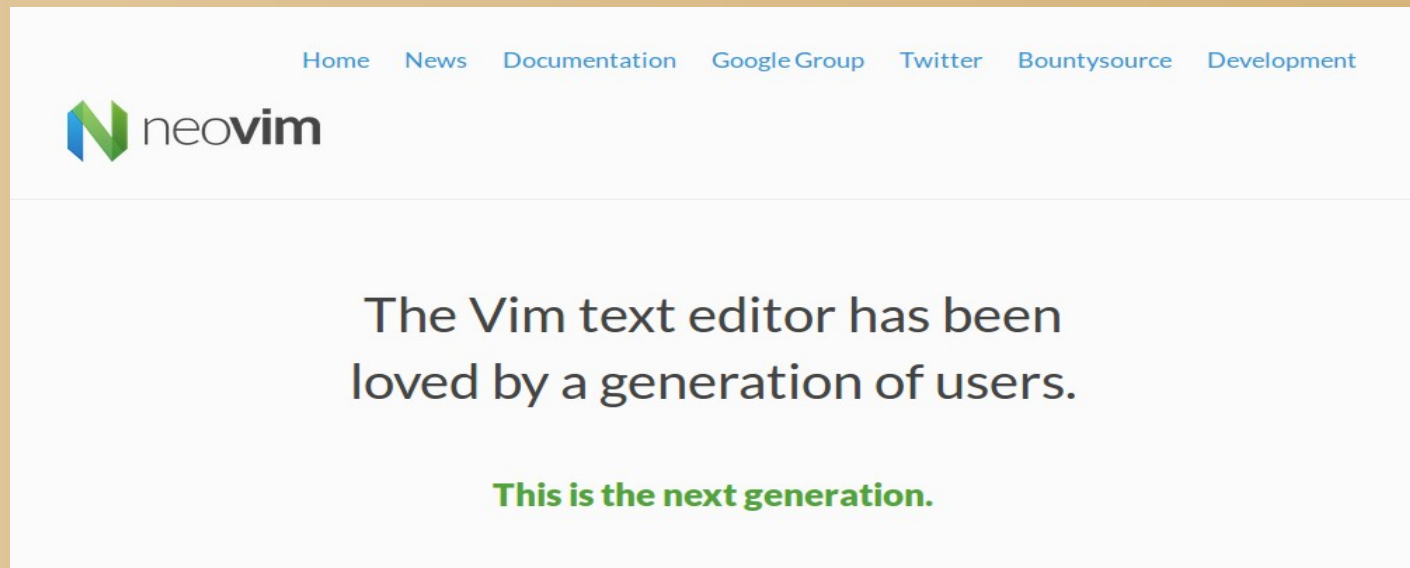 Home News Documentation Google Group Twitter Bountysource Development
neovim
The Vim text editor has been
loved by a generation of users.
This is the next generation.